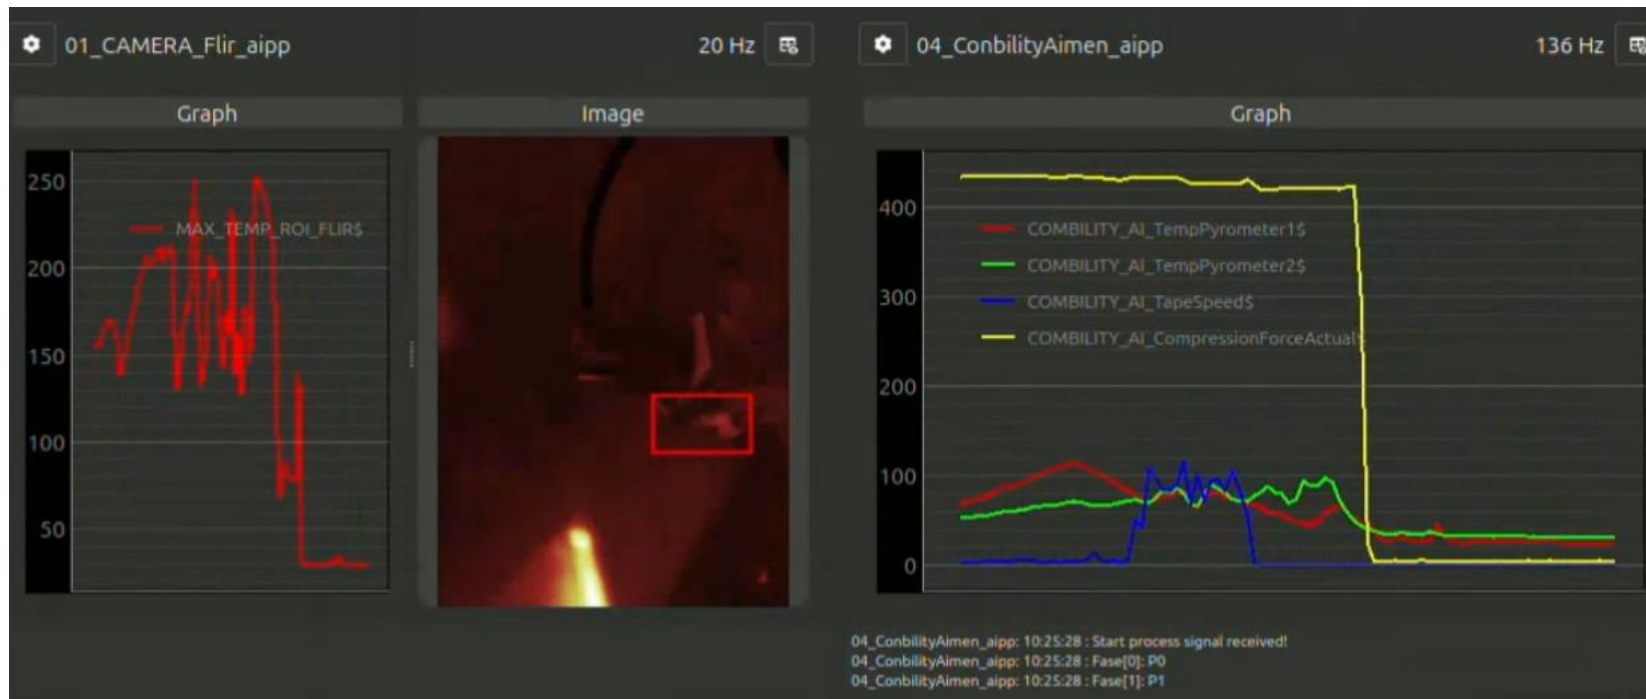 01_CAMERA_Flir_aipp
20 Hz
Graph
Image
250
200
150
100
50
MAX_TEMP_ROI_FLIR$
04_ConbilityAimen_aipp
136 Hz
Graph
400
300
200
100
0
COMBILITY_AI_TempPyrometer1$
COMBILITY_AI_TempPyrometer2$
COMBILITY_AI_TapeSpeed$
COMBILITY_AI_CompressionForceActual$
04_ConbilityAimen_aipp: 10:25:28 : Start process signal received!
04_ConbilityAimen_aipp: 10:25:28 : Fase[0]: P0
04_ConbilityAimen_aipp: 10:25:28 : Fase[1]: P1